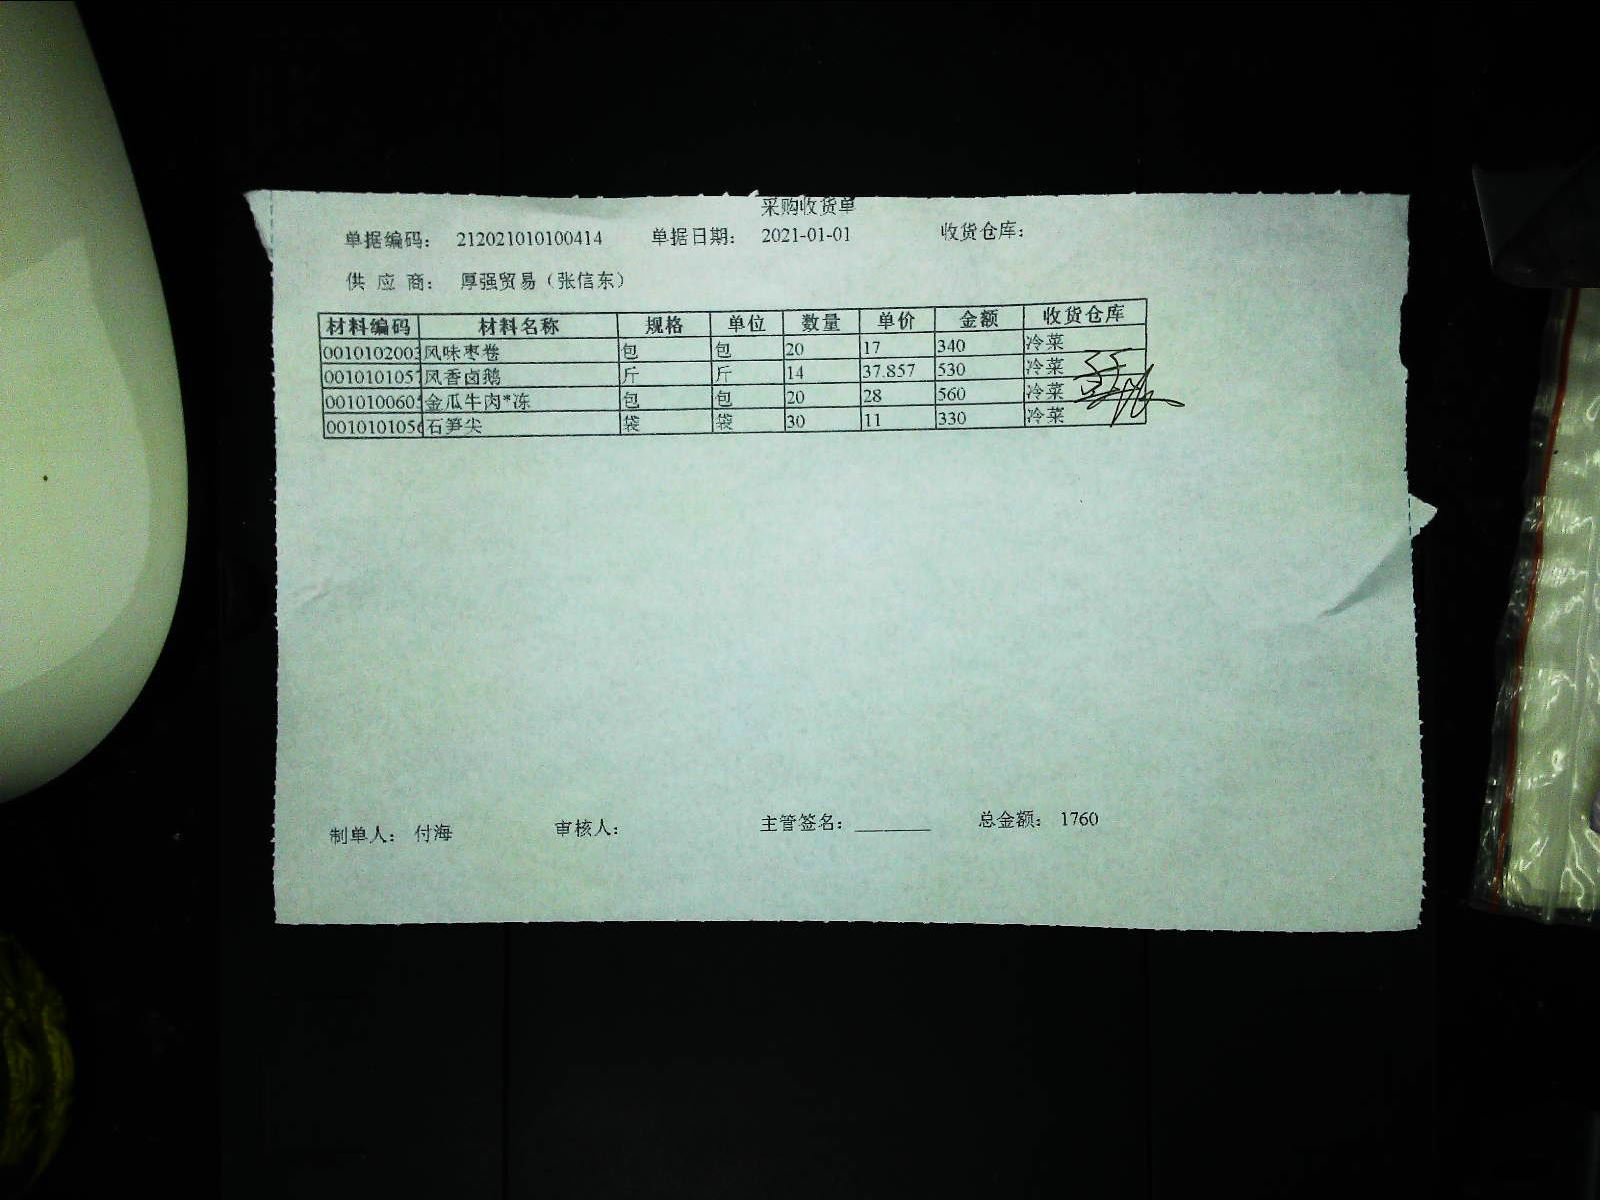 采购收货单
单据编码: 212021010100414 单据日期: 2021-01-01 收货仓库:
供 应 商: 厚强贸易（张信东）
材料编码 材料名称 规格 单位 数量 单价 金额 收货仓库
0010102003 风味枣卷 包 包 20 17 340 冷菜
0010101057 风香卤鹅 斤 斤 14 37.857 530 冷菜
001010060 金瓜牛肉*冻 包 包 20 28 560 冷菜
001010105 石笋尖 袋 袋 30 11 330 冷菜
制单人: 付海 审核人: 主管签名: ________ 总金额: 1760